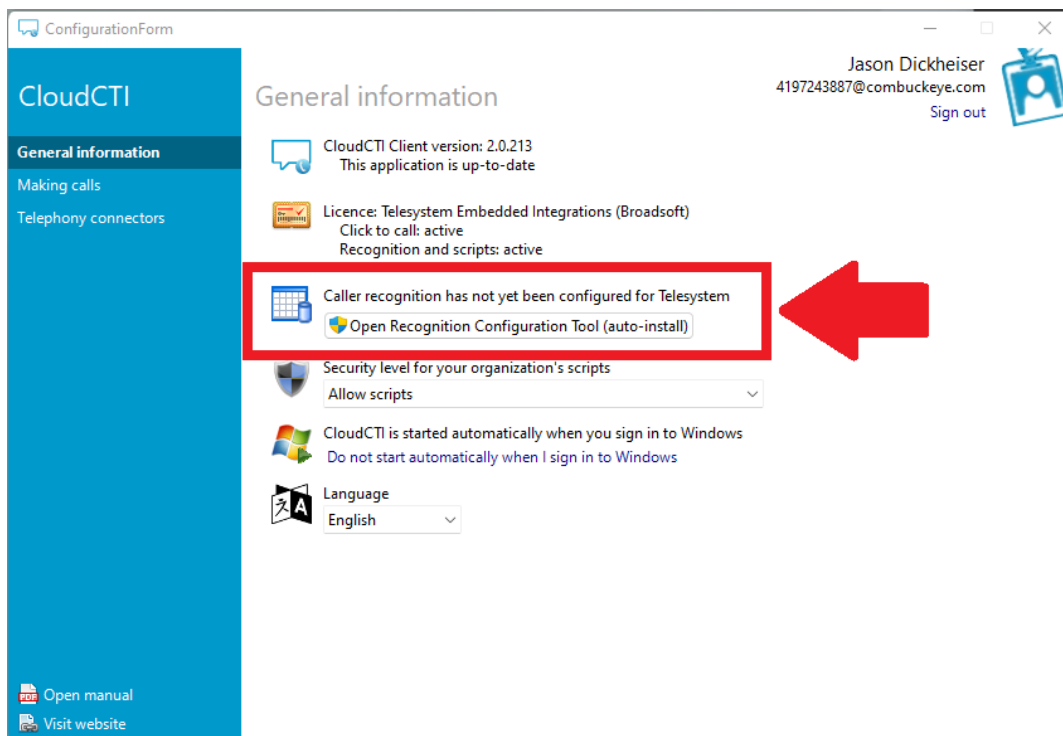 ConfigurationForm
Jason Dickheiser
4197243887@combuckeye.com
Sign out
CloudCTI
General information
Making calls
Telephony connectors
Open manual
Visit website
General information
CloudCTI Client version: 2.0.213
This application is up-to-date
Licence: Telesystem Embedded Integrations (Broadsoft)
Click to call: active
Recognition and scripts: active
Caller recognition has not yet been configured for Telesystem
Open Recognition Configuration Tool (auto-install)
Security level for your organization's scripts
Allow scripts
CloudCTI is started automatically when you sign in to Windows
Do not start automatically when I sign in to Windows
Language
English